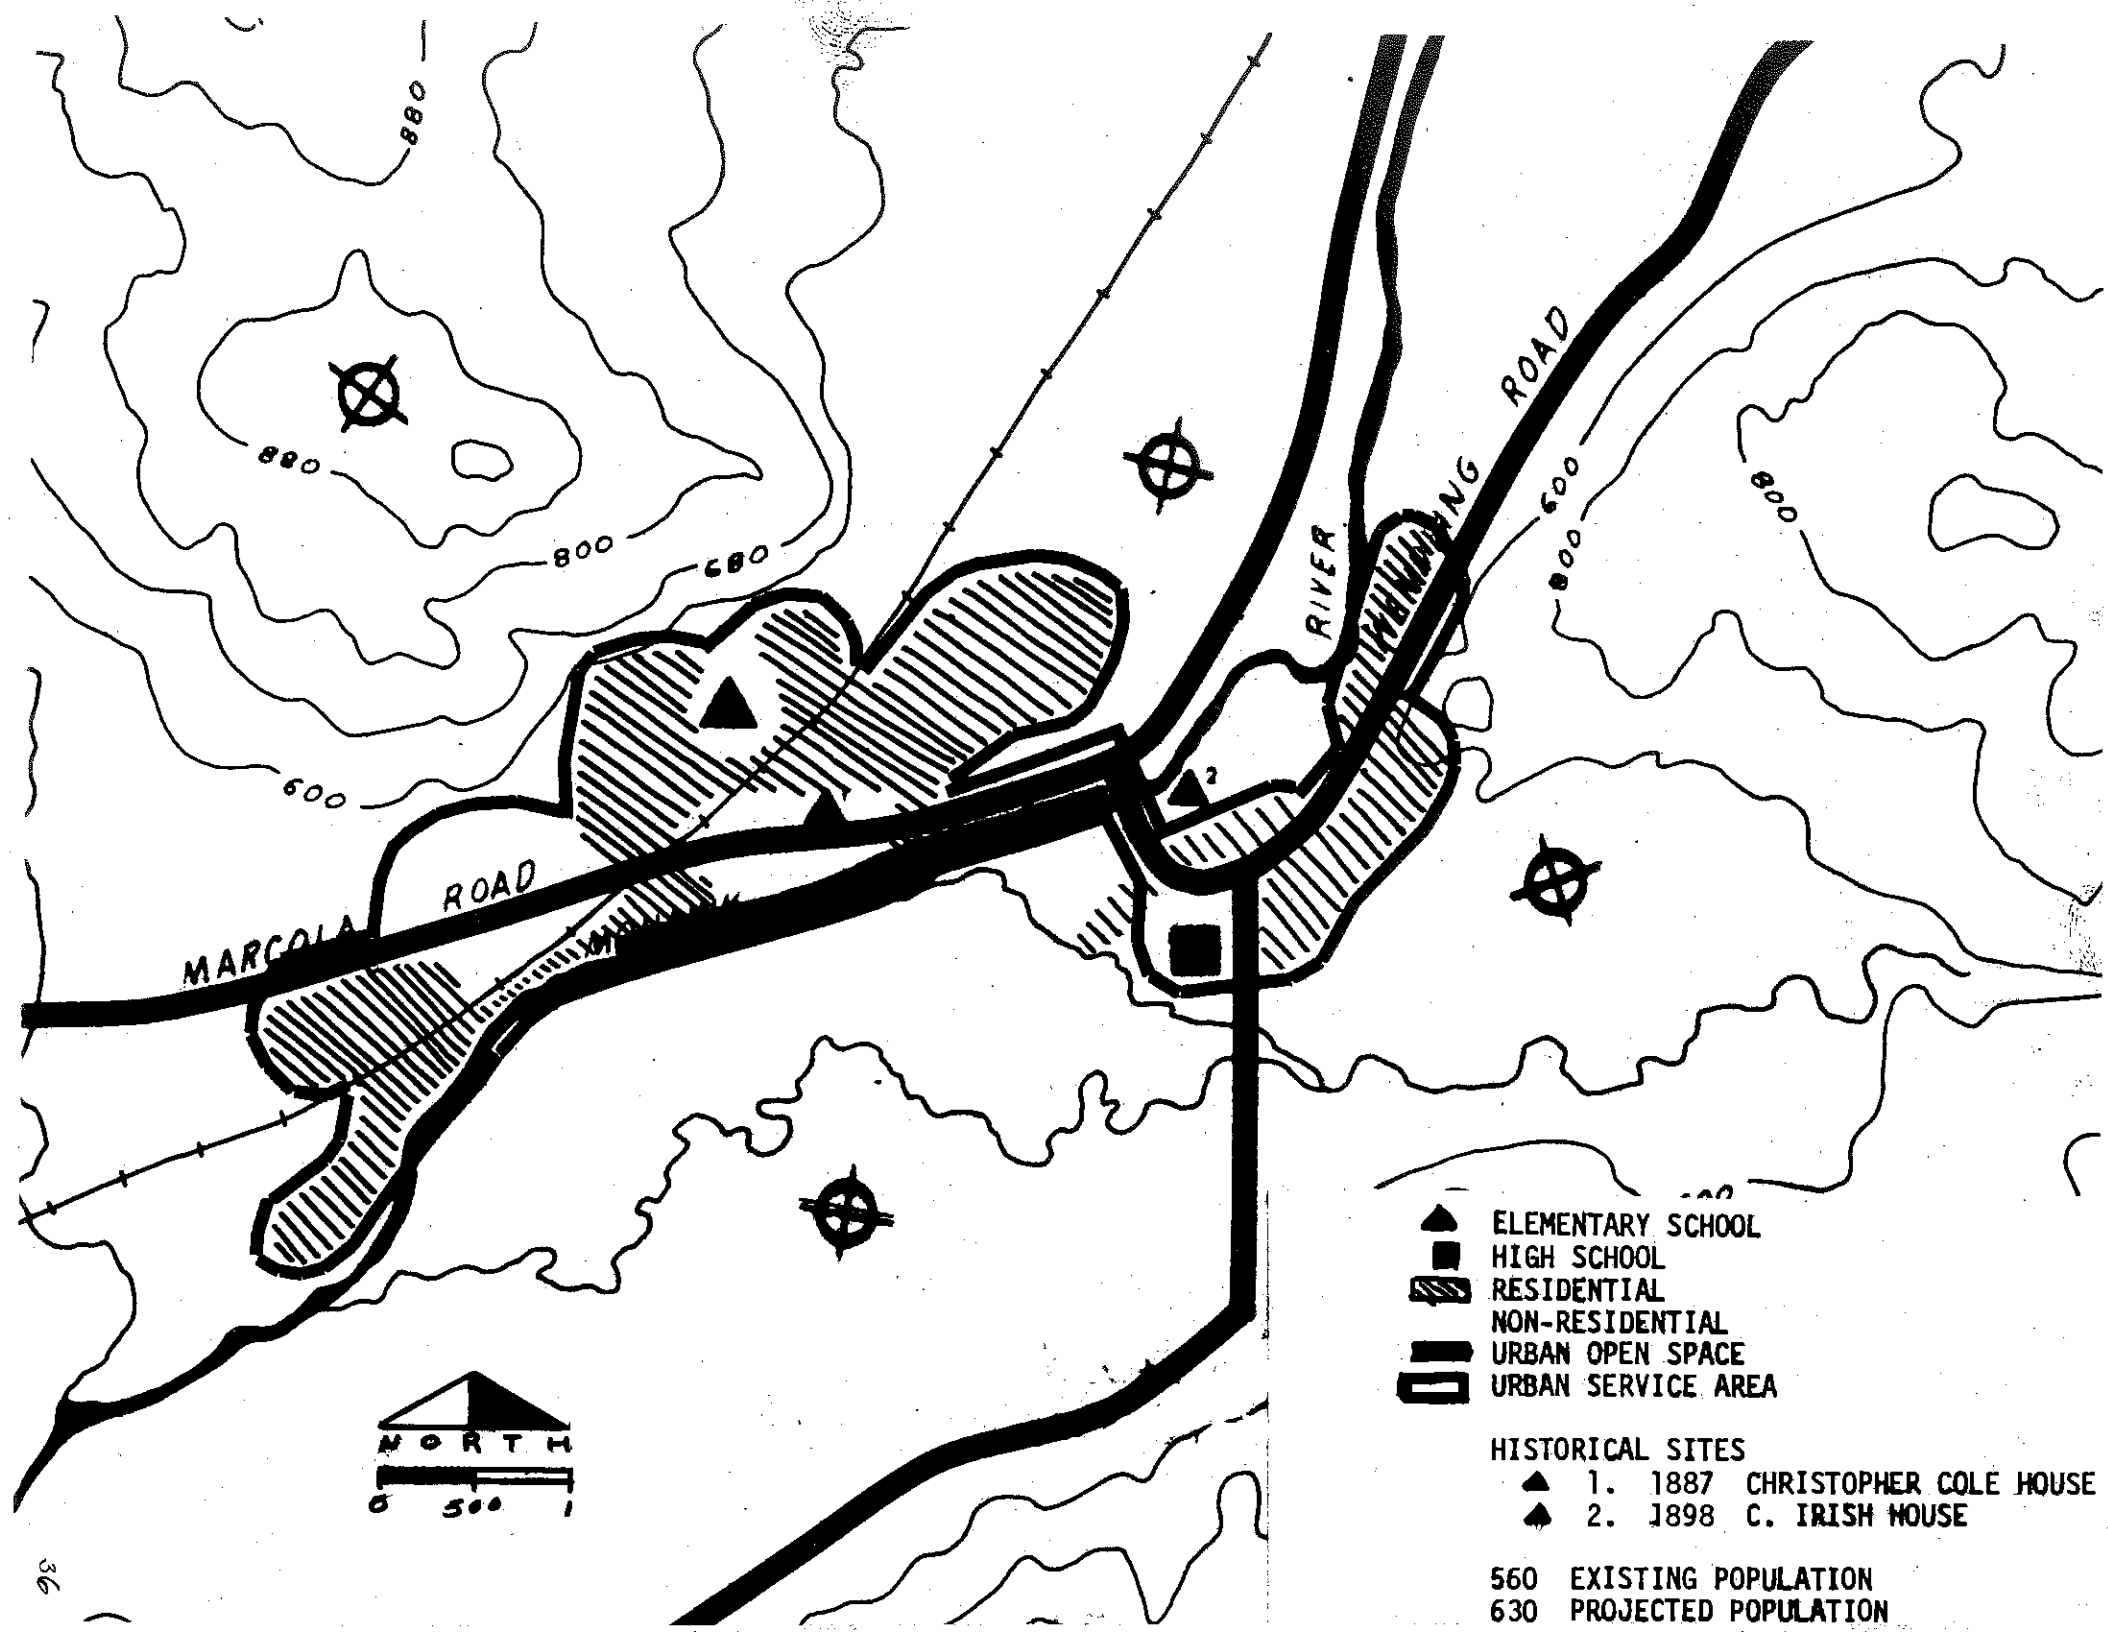 880
880
800
680
600
ROAD
600
800
800
RIVER
2
MARCOLA ROAD
NORTH
0 500 1
ELEMENTARY SCHOOL
HIGH SCHOOL
RESIDENTIAL
NON-RESIDENTIAL
URBAN OPEN SPACE
URBAN SERVICE AREA
HISTORICAL SITES
1. 1887 CHRISTOPHER COLE HOUSE
2. 1898 C. IRISH HOUSE
560 EXISTING POPULATION
630 PROJECTED POPULATION
36